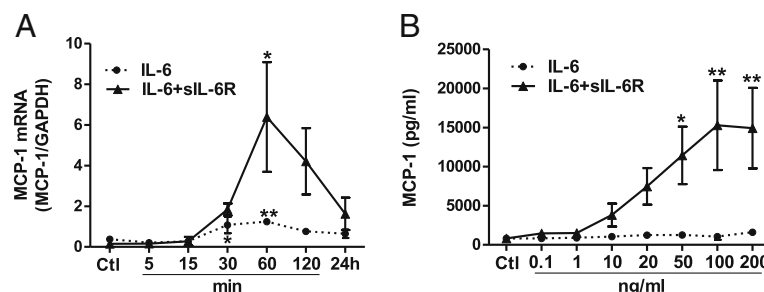 A
MCP-1 mRNA
(MCP-1/GAPDH)
10
8
6
4
2
0
IL-6
IL-6+sIL-6R
*
**
*
Ctl 5 15 30 60 120 24h
min
B
MCP-1 (pg/ml)
25000
20000
15000
10000
5000
0
IL-6
IL-6+sIL-6R
*
**
**
Ctl 0.1 1 10 20 50 100 200
ng/ml